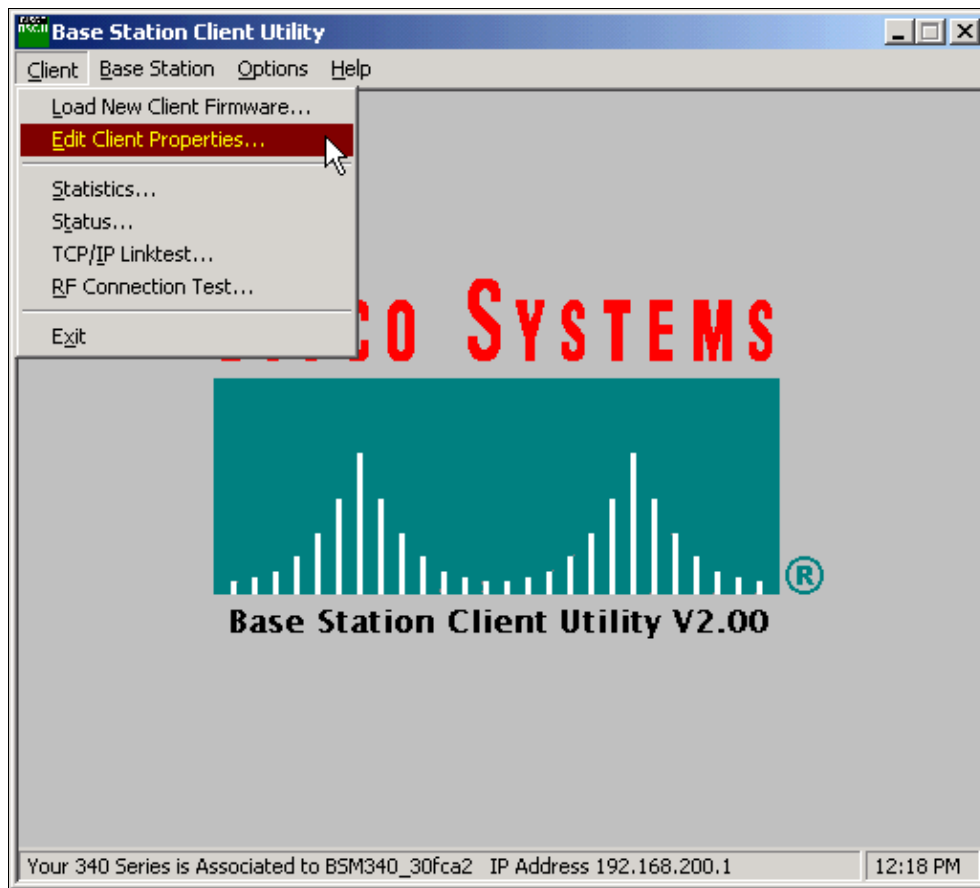 Base Station Client Utility
Client Base Station Options Help
Load New Client Firmware...
Edit Client Properties...
Statistics...
Status...
TCP/IP Linktest...
RF Connection Test...
Exit
SYSTEMS
®
Base Station Client Utility V2.00
Your 340 Series is Associated to BSM340_30fca2 IP Address 192.168.200.1
12:18 PM